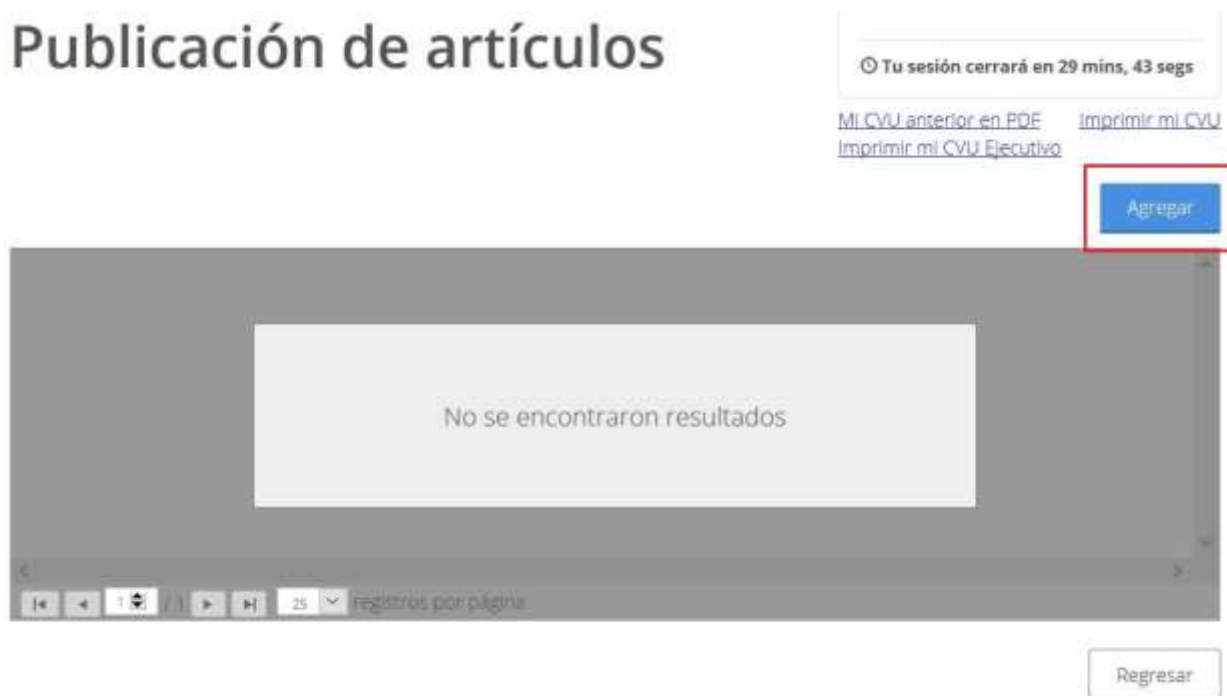 Publicación de artículos
Tu sesión cerrará en 29 mins, 43 segs
Mi CVU anterior en PDF Imprimir mi CVU
Imprimir mi CVU Ejecutivo
Agregar
No se encontraron resultados
1 / 1 25 registros por página
Regresar